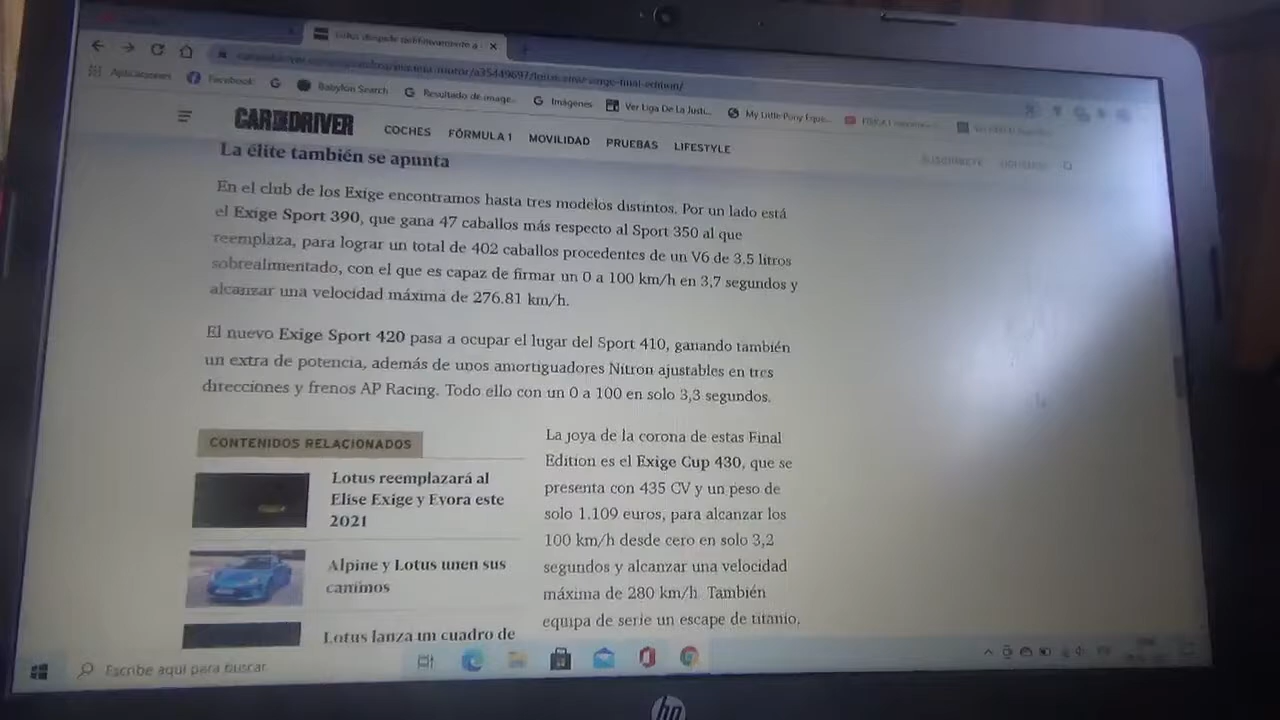 Lotus despide definitivamente a
Aplicaciones
Facebook
Babylon Search
Resultado de image...
Imágenes
Ver Liga De La Justi...
My Little Pony Eque...
CAR AND DRIVER
COCHES
FÓRMULA 1
MOVILIDAD
PRUEBAS
LIFESTYLE
SUSCRÍBETE
La élite también se apunta
En el club de los Exige encontramos hasta tres modelos distintos. Por un lado está
el Exige Sport 390, que gana 47 caballos más respecto al Sport 350 al que
reemplaza, para lograr un total de 402 caballos procedentes de un V6 de 3.5 litros
sobrealimentado, con el que es capaz de firmar un 0 a 100 km/h en 3,7 segundos y
alcanzar una velocidad máxima de 276.81 km/h.
El nuevo Exige Sport 420 pasa a ocupar el lugar del Sport 410, ganando también
un extra de potencia, además de unos amortiguadores Nitron ajustables en tres
direcciones y frenos AP Racing. Todo ello con un 0 a 100 en solo 3,3 segundos.
CONTENIDOS RELACIONADOS
Lotus reemplazará al
Elise Exige y Evora este
2021
Alpine y Lotus unen sus
caminos
Lotus lanza un cuadro de
La joya de la corona de estas Final
Edition es el Exige Cup 430, que se
presenta con 435 CV y un peso de
solo 1.109 euros, para alcanzar los
100 km/h desde cero en solo 3,2
segundos y alcanzar una velocidad
máxima de 280 km/h. También
equipa de serie un escape de titanio,
Escribe aquí para buscar
hp